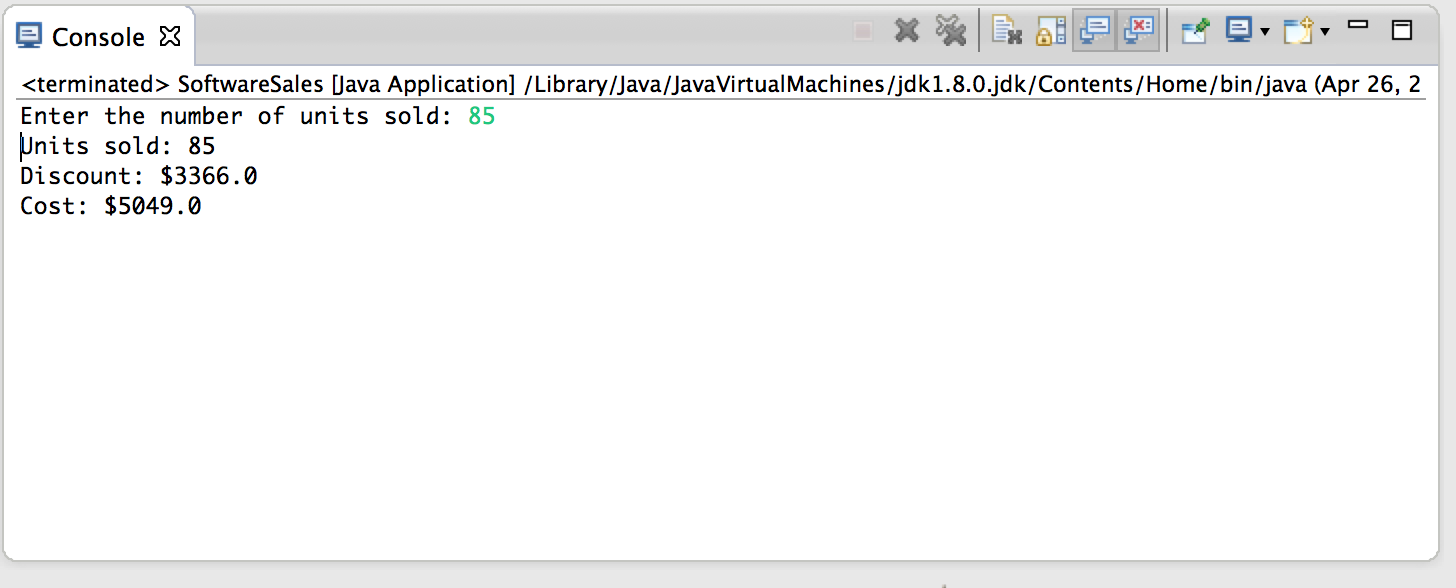 Console
<terminated> SoftwareSales [Java Application] /Library/Java/JavaVirtualMachines/jdk1.8.0.jdk/Contents/Home/bin/java (Apr 26, 2
Enter the number of units sold: 85
Units sold: 85
Discount: $3366.0
Cost: $5049.0